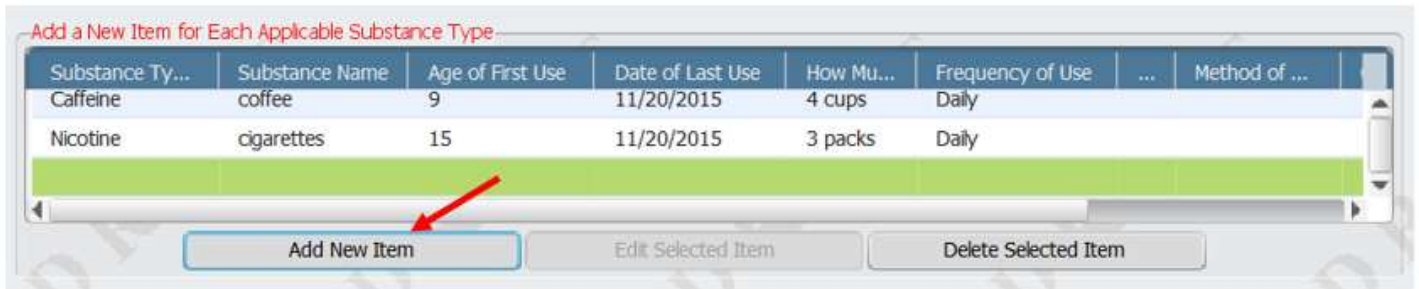 Add a New Item for Each Applicable Substance Type
Substance Ty... Substance Name Age of First Use Date of Last Use How Mu... Frequency of Use ... Method of ...
Caffeine coffee 9 11/20/2015 4 cups Daily
Nicotine cigarettes 15 11/20/2015 3 packs Daily
Add New Item Edit Selected Item Delete Selected Item